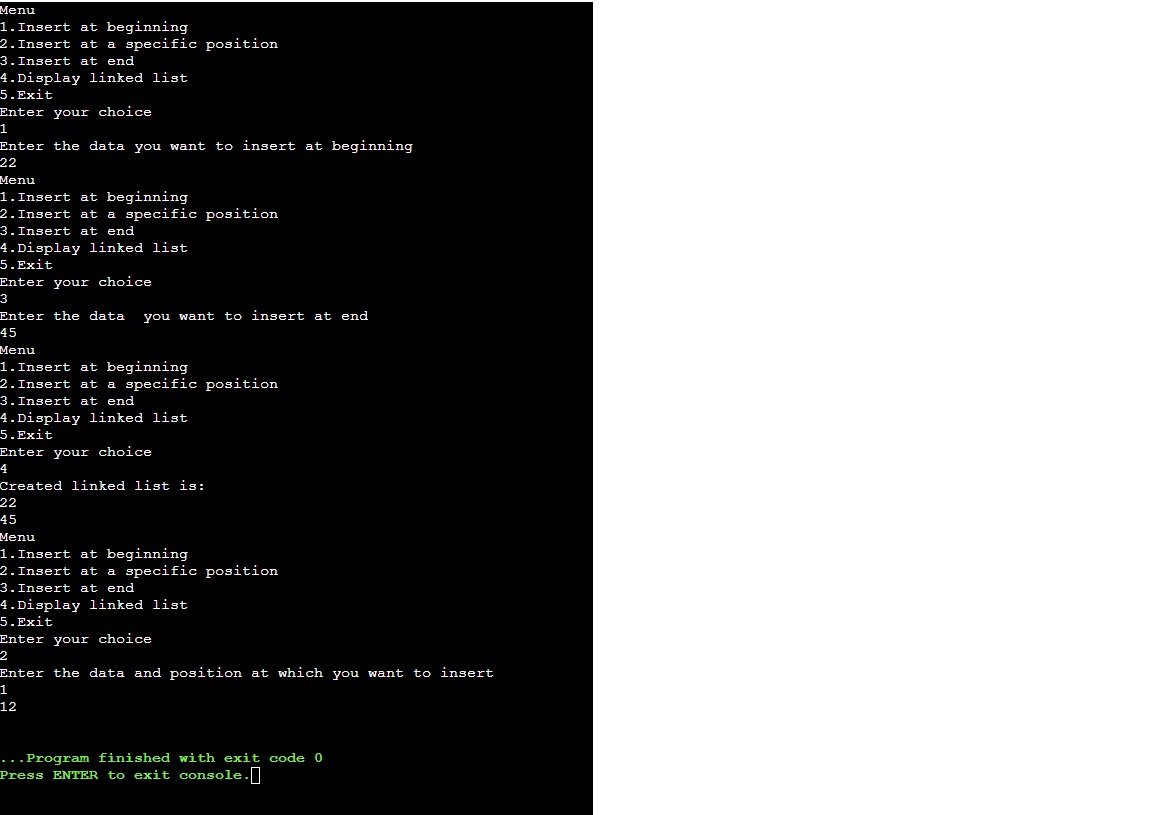 Menu
1.Insert at beginning
2.Insert at a specific position
3.Insert at end
4.Display linked list
5.Exit
Enter your choice
1
Enter the data you want to insert at beginning
22
Menu
1.Insert at beginning
2.Insert at a specific position
3.Insert at end
4.Display linked list
5.Exit
Enter your choice
3
Enter the data  you want to insert at end
45
Menu
1.Insert at beginning
2.Insert at a specific position
3.Insert at end
4.Display linked list
5.Exit
Enter your choice
4
Created linked list is:
22
45
Menu
1.Insert at beginning
2.Insert at a specific position
3.Insert at end
4.Display linked list
5.Exit
Enter your choice
2
Enter the data and position at which you want to insert
1
12
...Program finished with exit code 0
Press ENTER to exit console.